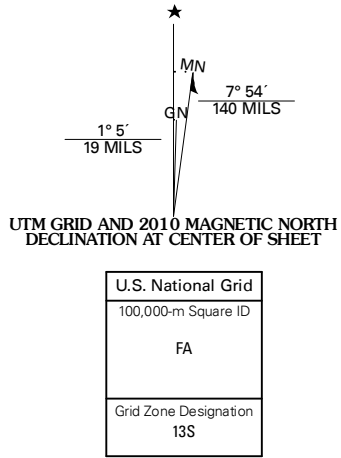 ★
MN
7° 54´
140 MILS
GN
1° 5´
19 MILS
UTM GRID AND 2010 MAGNETIC NORTH
DECLINATION AT CENTER OF SHEET
U.S. National Grid
100,000-m Square ID
FA
Grid Zone Designation
13S